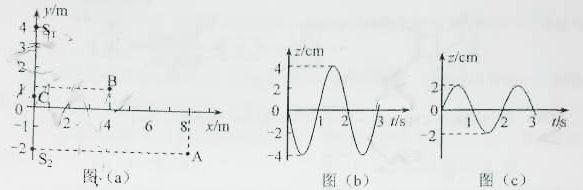 y/m
4
S₁
3
2
1
B
C
0
2
4
6
8
x/m
-1
-2
S₂
A
图（a）
z/cm
4
2
0
1
2
3
t/s
-2
-4
图（b）
z/cm
2
0
1
2
3
t/s
-2
图（c）